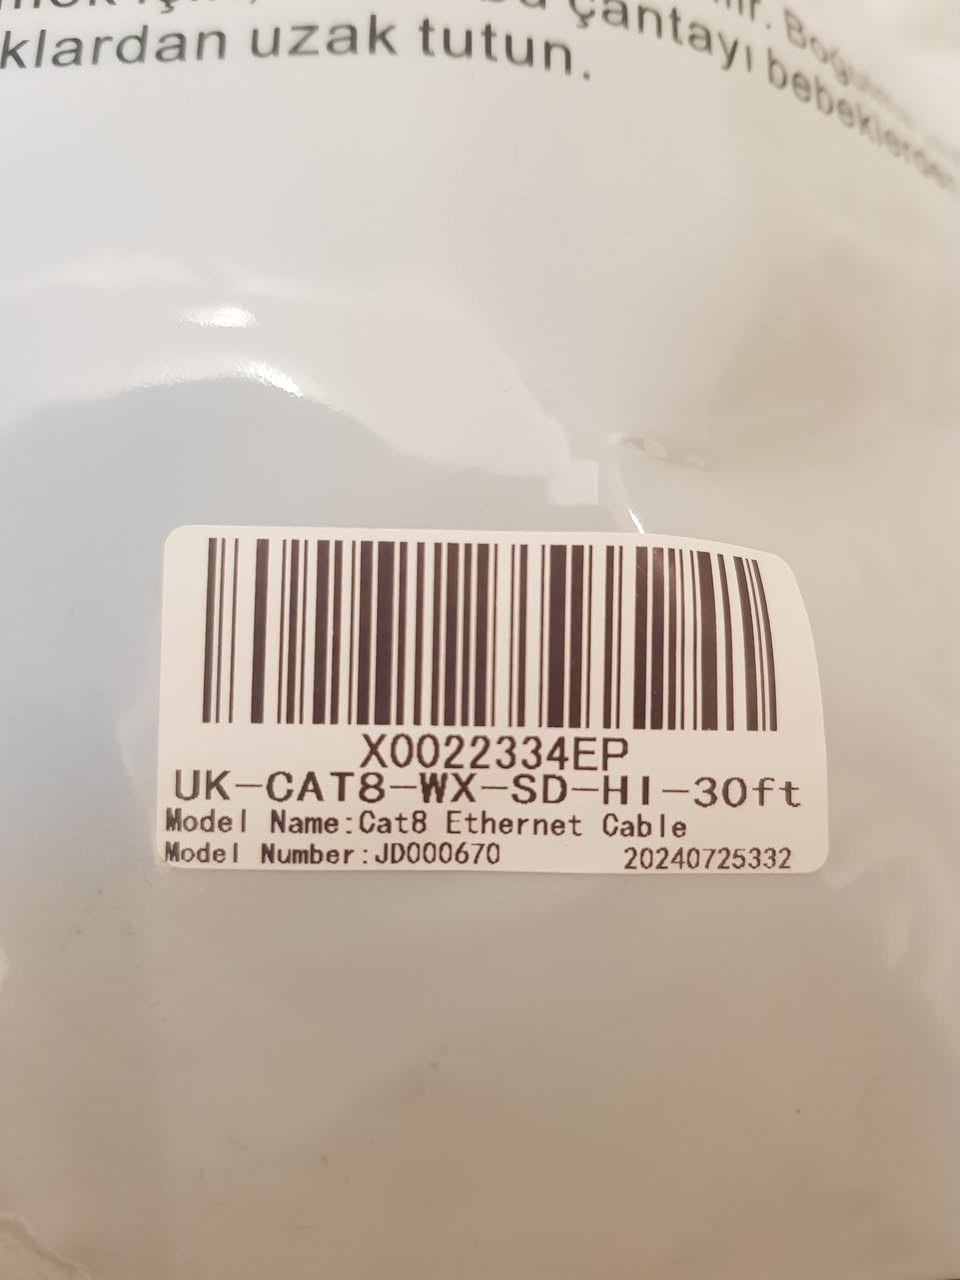 klardan uzak tutun.
çantayı bebeklerden
X0022334EP
UK-CAT8-WX-SD-HI-30ft
Model Name:Cat8 Ethernet Cable
Model Number:JD000670 20240725332